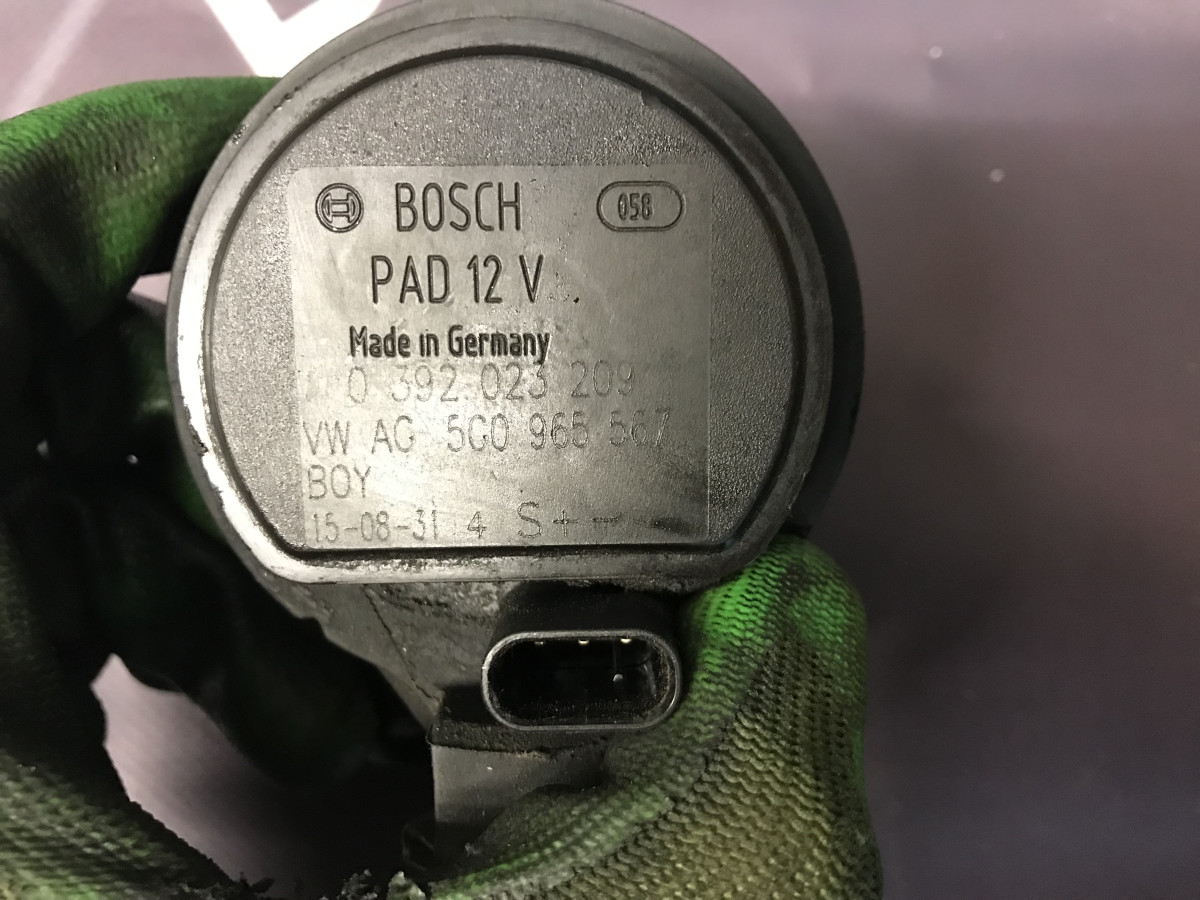 BOSCH 058
PAD 12 V
Made in Germany
0 392 023 209
VW AG 5G0 965 567
BOY
15-08-31 4 S + -